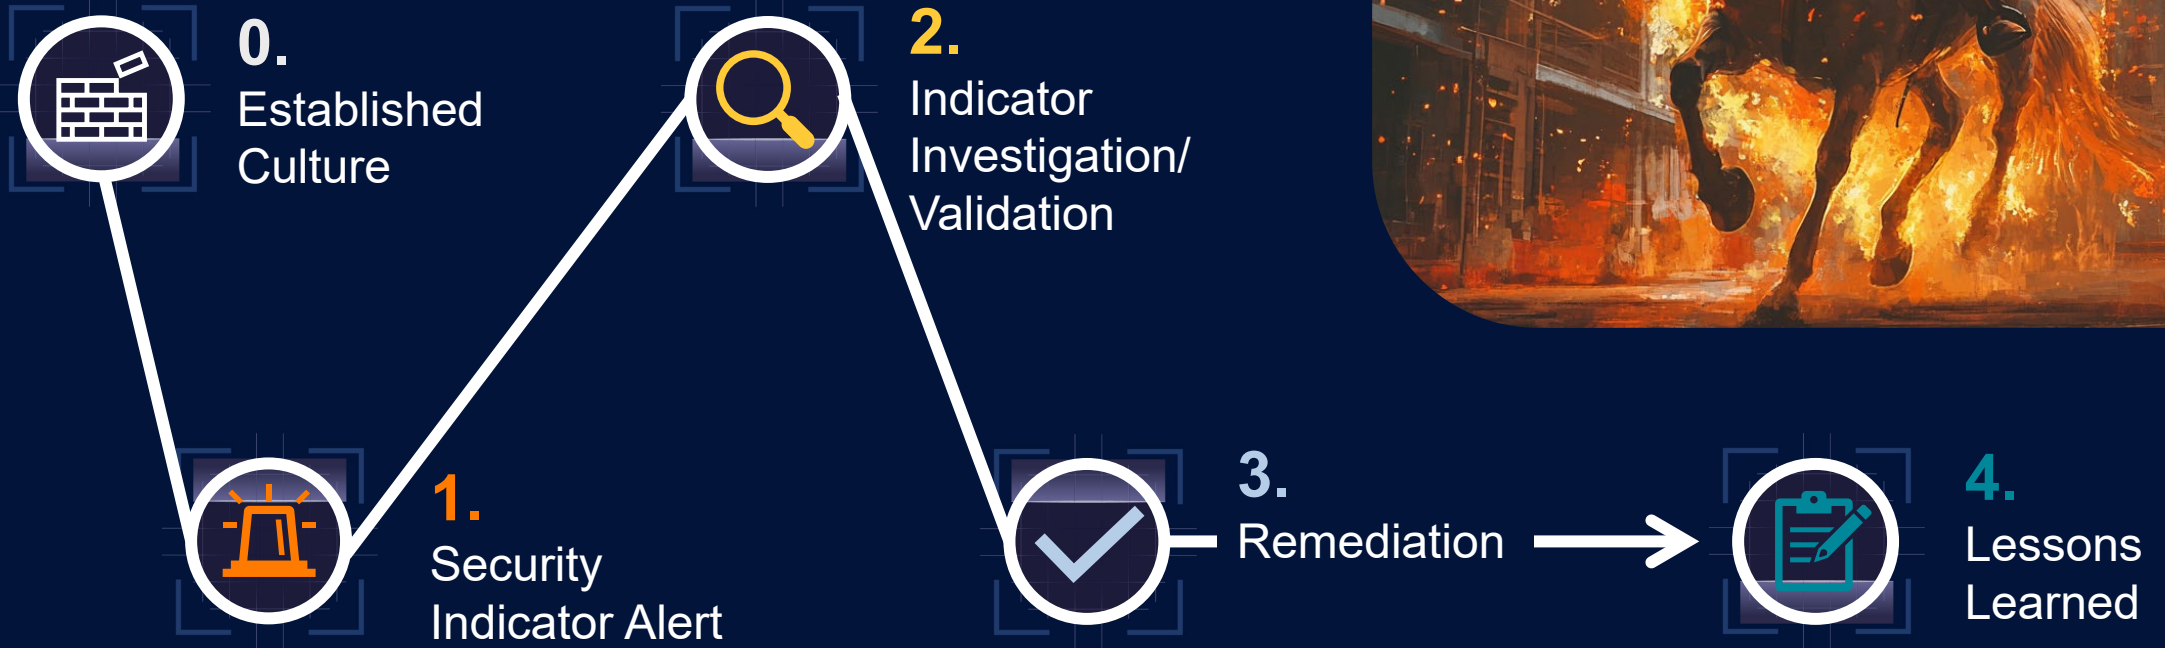 0.
Established
Culture
1.
Security
Indicator Alert
2.
Indicator
Investigation/
Validation
3.
Remediation
4.
Lessons
Learned